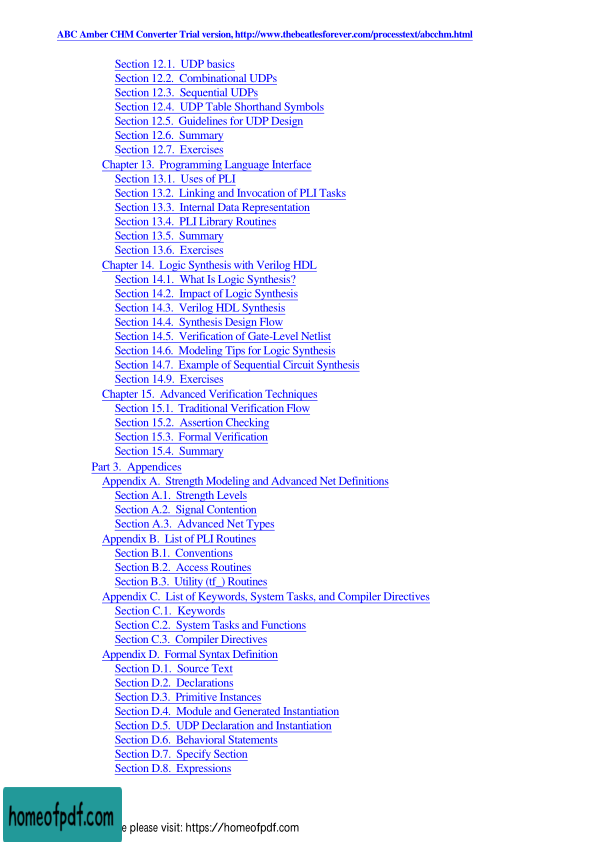 ABC Amber CHM Converter Trial version, http://www.thebeatlesforever.com/processtext/abcchm.html
Section 12.1. UDP basics
Section 12.2. Combinational UDPs
Section 12.3. Sequential UDPs
Section 12.4. UDP Table Shorthand Symbols
Section 12.5. Guidelines for UDP Design
Section 12.6. Summary
Section 12.7. Exercises
Chapter 13. Programming Language Interface
Section 13.1. Uses of PLI
Section 13.2. Linking and Invocation of PLI Tasks
Section 13.3. Internal Data Representation
Section 13.4. PLI Library Routines
Section 13.5. Summary
Section 13.6. Exercises
Chapter 14. Logic Synthesis with Verilog HDL
Section 14.1. What Is Logic Synthesis?
Section 14.2. Impact of Logic Synthesis
Section 14.3. Verilog HDL Synthesis
Section 14.4. Synthesis Design Flow
Section 14.5. Verification of Gate-Level Netlist
Section 14.6. Modeling Tips for Logic Synthesis
Section 14.7. Example of Sequential Circuit Synthesis
Section 14.9. Exercises
Chapter 15. Advanced Verification Techniques
Section 15.1. Traditional Verification Flow
Section 15.2. Assertion Checking
Section 15.3. Formal Verification
Section 15.4. Summary
Part 3. Appendices
Appendix A. Strength Modeling and Advanced Net Definitions
Section A.1. Strength Levels
Section A.2. Signal Contention
Section A.3. Advanced Net Types
Appendix B. List of PLI Routines
Section B.1. Conventions
Section B.2. Access Routines
Section B.3. Utility (tf_) Routines
Appendix C. List of Keywords, System Tasks, and Compiler Directives
Section C.1. Keywords
Section C.2. System Tasks and Functions
Section C.3. Compiler Directives
Appendix D. Formal Syntax Definition
Section D.1. Source Text
Section D.2. Declarations
Section D.3. Primitive Instances
Section D.4. Module and Generated Instantiation
Section D.5. UDP Declaration and Instantiation
Section D.6. Behavioral Statements
Section D.7. Specify Section
Section D.8. Expressions
homeofpdf.com
e please visit: https://homeofpdf.com